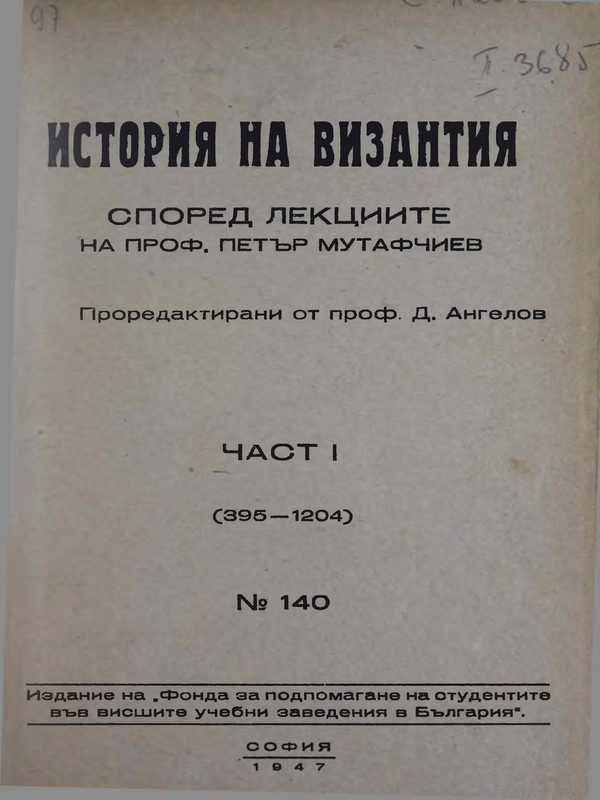 97
II 3685
ИСТОРИЯ НА ВИЗАНТИЯ
СПОРЕД ЛЕКЦИИТЕ
НА ПРОФ. ПЕТЪР МУТАФЧИЕВ
Проредактирани от проф. Д. Ангелов
ЧАСТ I
(395—1204)
№ 140
Издание на „Фонда за подпомагане на студентите
във висшите учебни заведения в България".
СОФИЯ
1947